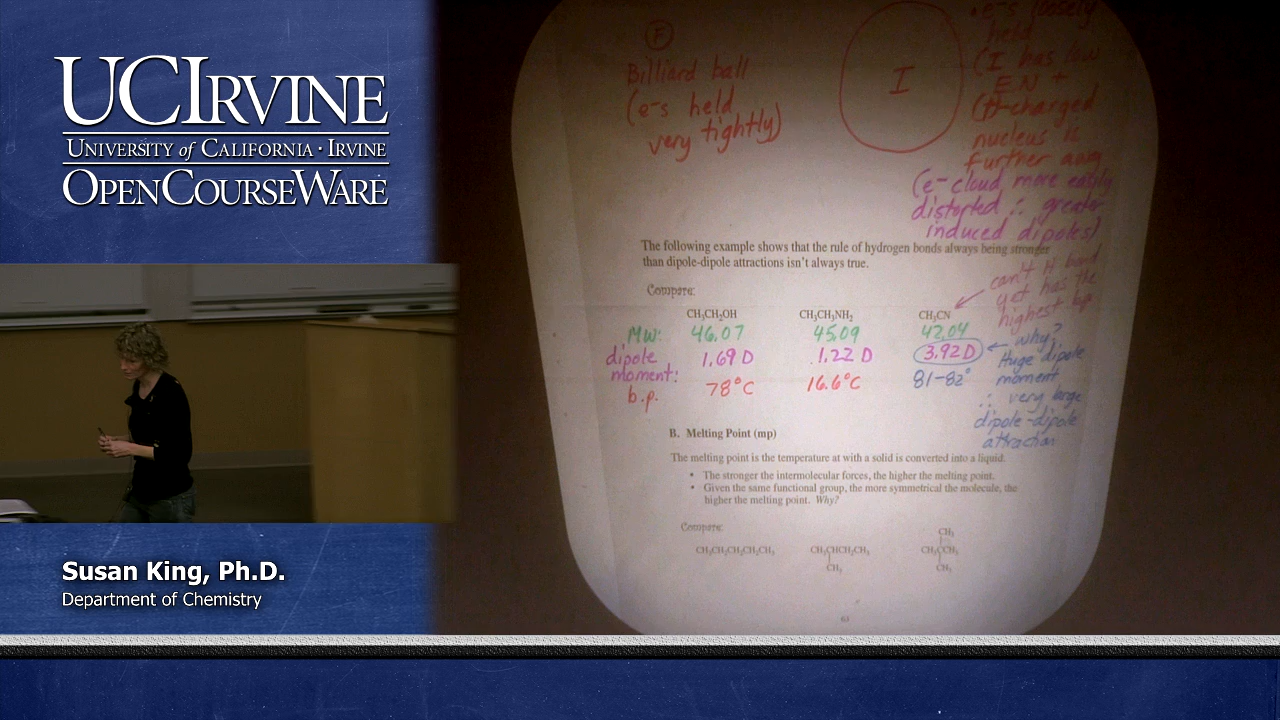 UCIRVINE
UNIVERSITY of CALIFORNIA · IRVINE
OPENCOURSEWARE
Susan King, Ph.D.
Department of Chemistry
F
Billiard ball
(e-s held
very tightly)
I
• e-s loosely
held
(I has low
EN +
(+)-charged
nucleus is
further away
(e- cloud more easily
distorted ∴ greater
induced dipoles)
The following example shows that the rule of hydrogen bonds always being stronger
than dipole-dipole attractions isn't always true.
Compare:
can't H bond
yet has the
highest bp
CH₃CH₂OH CH₃CH₂NH₂ CH₃CN
MW: 46.07 45.09 42.04
dipole moment: 1.69 D 1.22 D 3.92 D
b.p. 78°C 16.6°C 81-82°
why?
Huge dipole
moment
∴ very large
dipole-dipole
attraction
B. Melting Point (mp)
The melting point is the temperature at with a solid is converted into a liquid.
• The stronger the intermolecular forces, the higher the melting point.
• Given the same functional group, the more symmetrical the molecule, the
higher the melting point. Why?
Compare:
CH₃
CH₃CH₂CH₂CH₂CH₃ CH₃CHCH₂CH₃ CH₃CCH₃
CH₃ CH₃
63